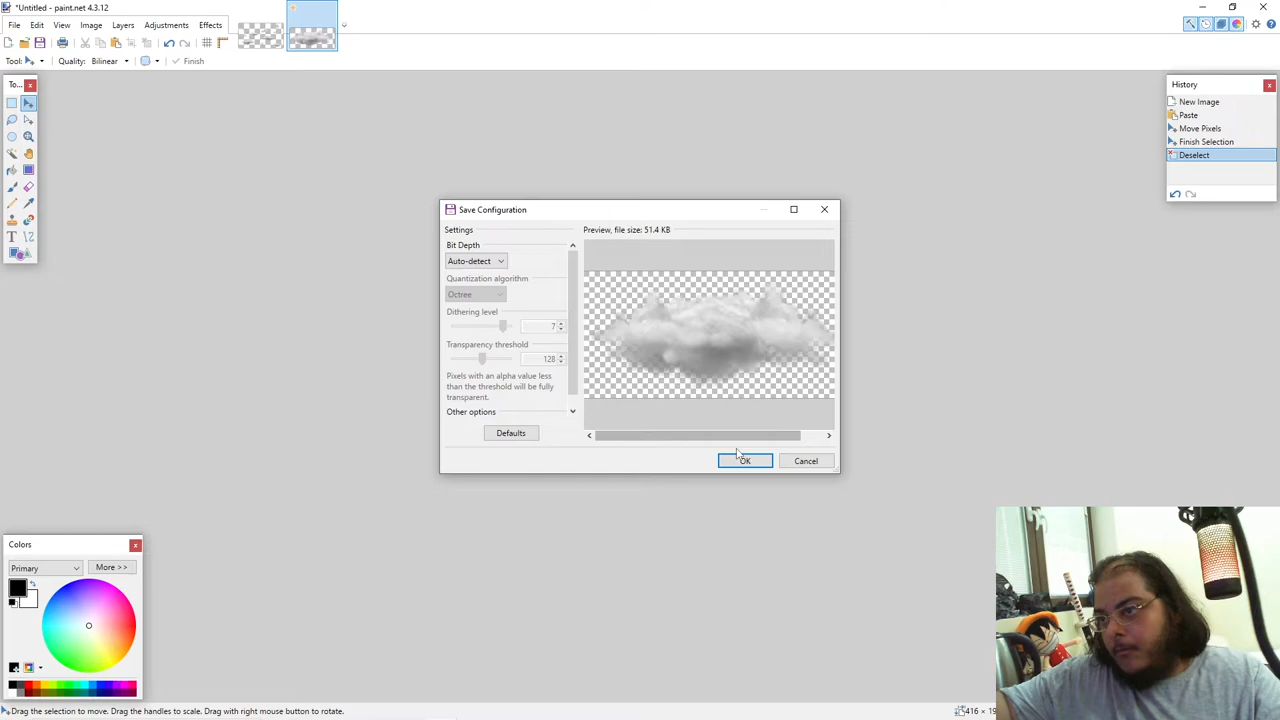 *Untitled - paint.net 4.3.12
File Edit View Image Layers Adjustments Effects
Tool: Quality: Bilinear Finish
To...
History
New Image
Paste
Move Pixels
Finish Selection
Deselect
Save Configuration
Settings
Preview, file size: 51.4 KB
Bit Depth
Auto-detect
Quantization algorithm
Octree
Dithering level
7
Transparency threshold
128
Pixels with an alpha value less
than the threshold will be fully
transparent.
Other options
Defaults
OK Cancel
Colors
Primary More >>
Drag the selection to move. Drag the handles to scale. Drag with right mouse button to rotate.
416 × 19